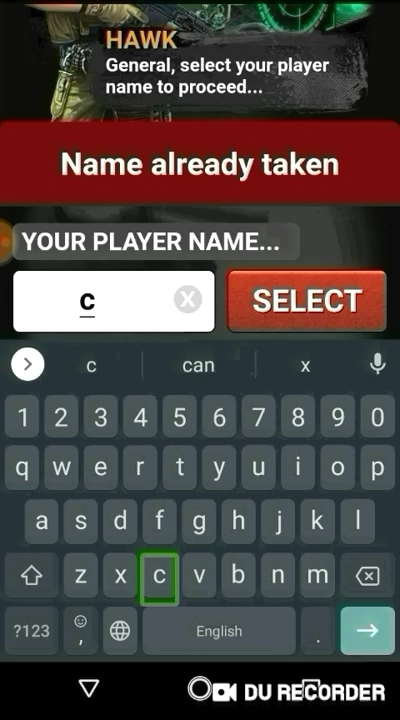 HAWK
General, select your player
name to proceed...
Name already taken
YOUR PLAYER NAME...
c X SELECT
c can x
1 2 3 4 5 6 7 8 9 0
q w e r t y u i o p
a s d f g h j k l
z x c v b n m
?123 , English .
DU RECORDER